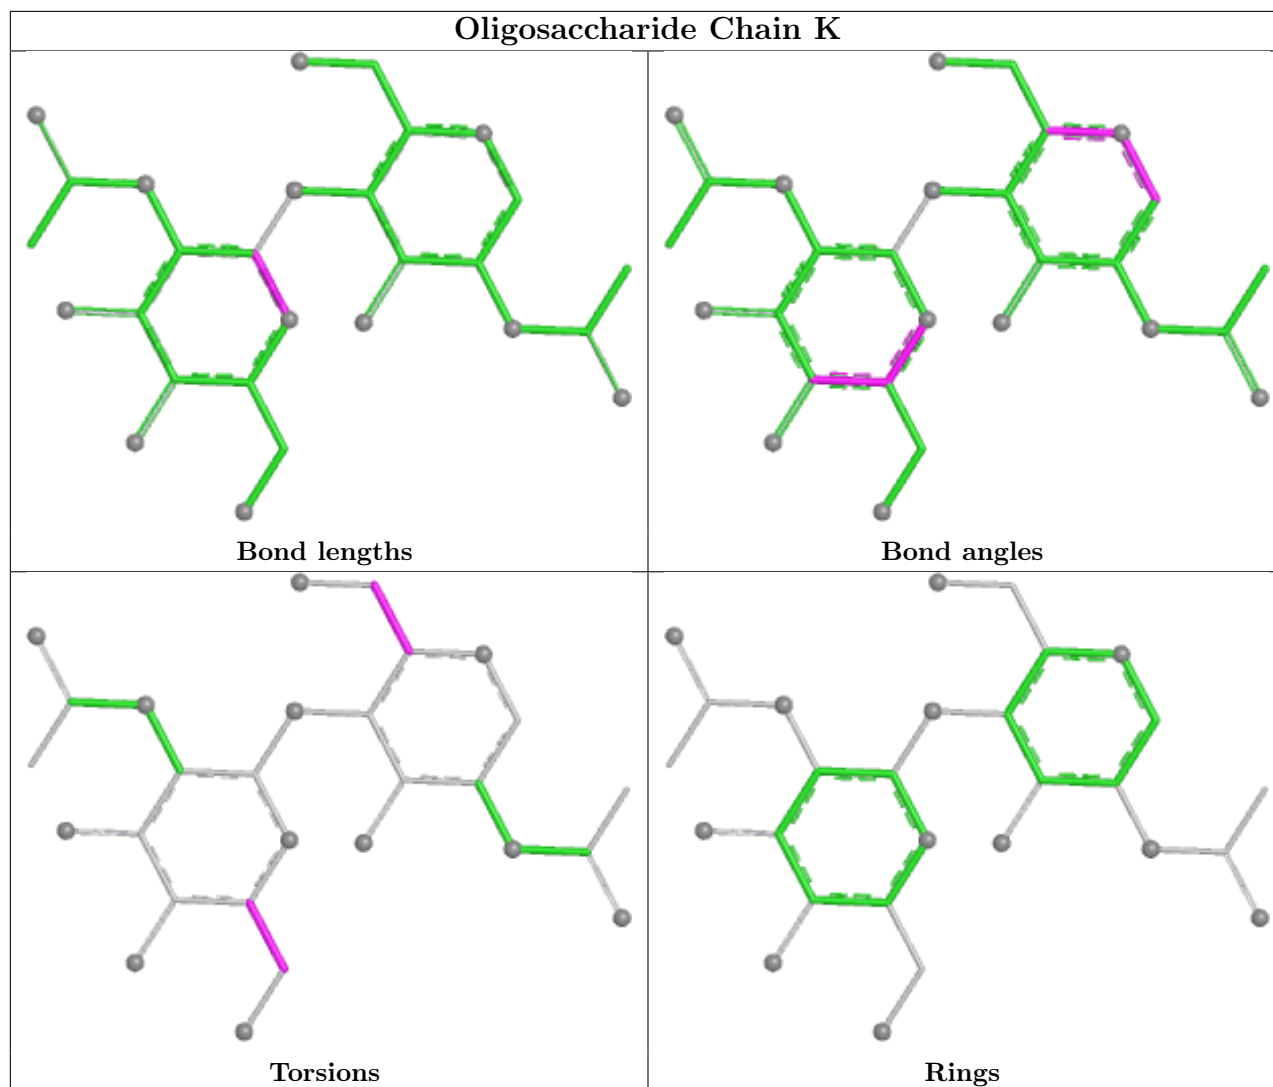 Oligosaccharide Chain K
Bond lengths
Bond angles
Torsions
Rings